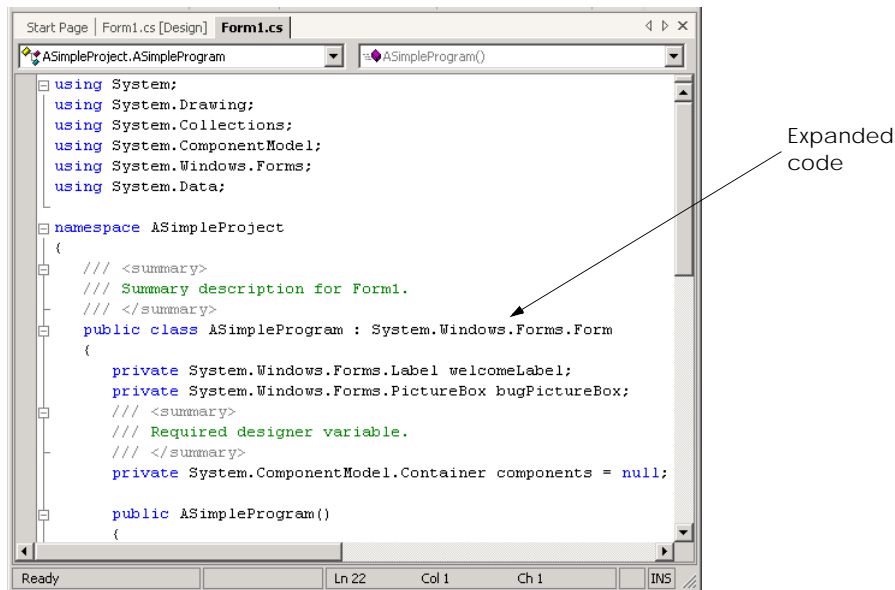 Start Page Form1.cs [Design] Form1.cs
ASimpleProject.ASimpleProgram ASimpleProgram()
using System;
using System.Drawing;
using System.Collections;
using System.ComponentModel;
using System.Windows.Forms;
using System.Data;
namespace ASimpleProject
{
/// <summary>
/// Summary description for Form1.
/// </summary>
public class ASimpleProgram : System.Windows.Forms.Form
{
private System.Windows.Forms.Label welcomeLabel;
private System.Windows.Forms.PictureBox bugPictureBox;
/// <summary>
/// Required designer variable.
/// </summary>
private System.ComponentModel.Container components = null;
public ASimpleProgram()
{
Ready Ln 22 Col 1 Ch 1 INS
Expanded
code